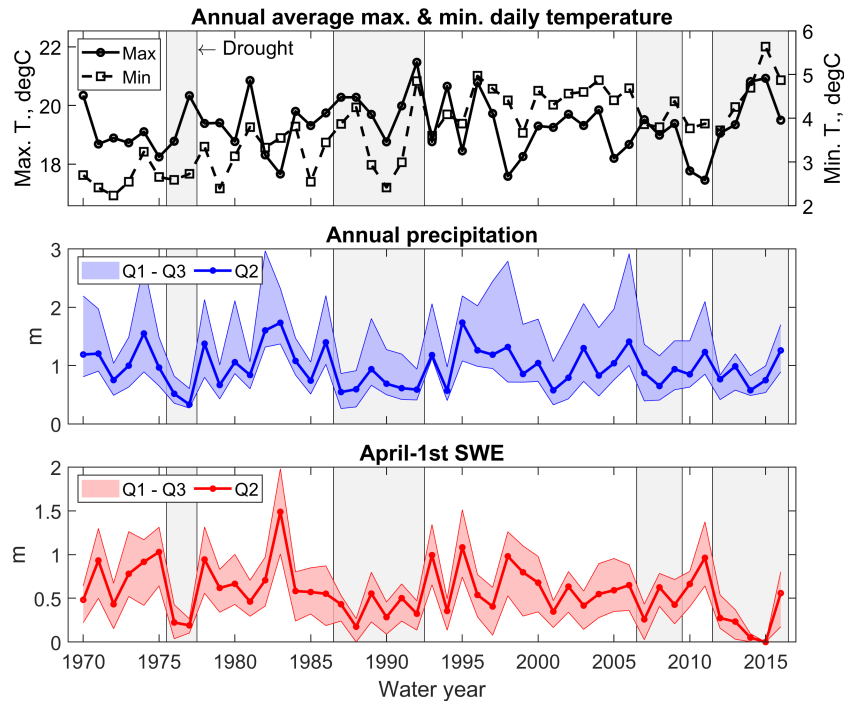 Annual average max. & min. daily temperature
Max
Min
← Drought
Max. T., degC
22
20
18
Min. T., degC
6
5
4
3
2
Annual precipitation
Q1 - Q3 Q2
m
3
2
1
0
April-1st SWE
Q1 - Q3 Q2
m
2
1.5
1
0.5
0
1970 1975 1980 1985 1990 1995 2000 2005 2010 2015
Water year